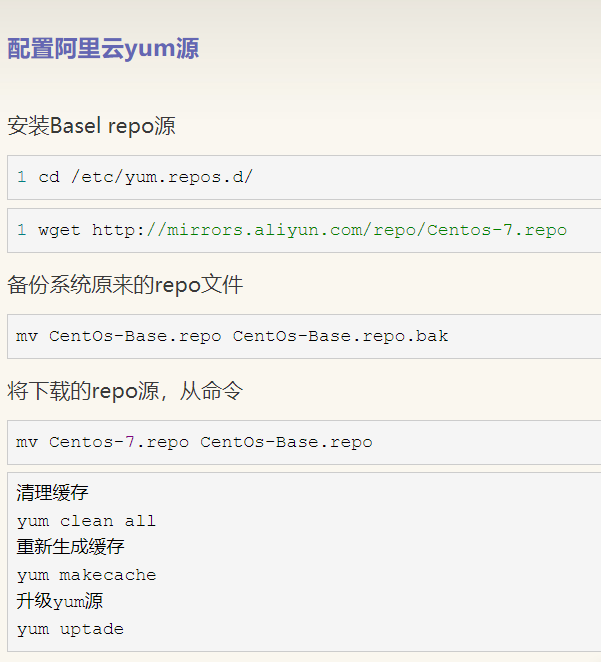 配置阿里云yum源
安装Basel repo源
1 cd /etc/yum.repos.d/
1 wget http://mirrors.aliyun.com/repo/Centos-7.repo
备份系统原来的repo文件
mv CentOs-Base.repo CentOs-Base.repo.bak
将下载的repo源，从命令
mv Centos-7.repo CentOs-Base.repo
清理缓存
yum clean all
重新生成缓存
yum makecache
升级yum源
yum uptade